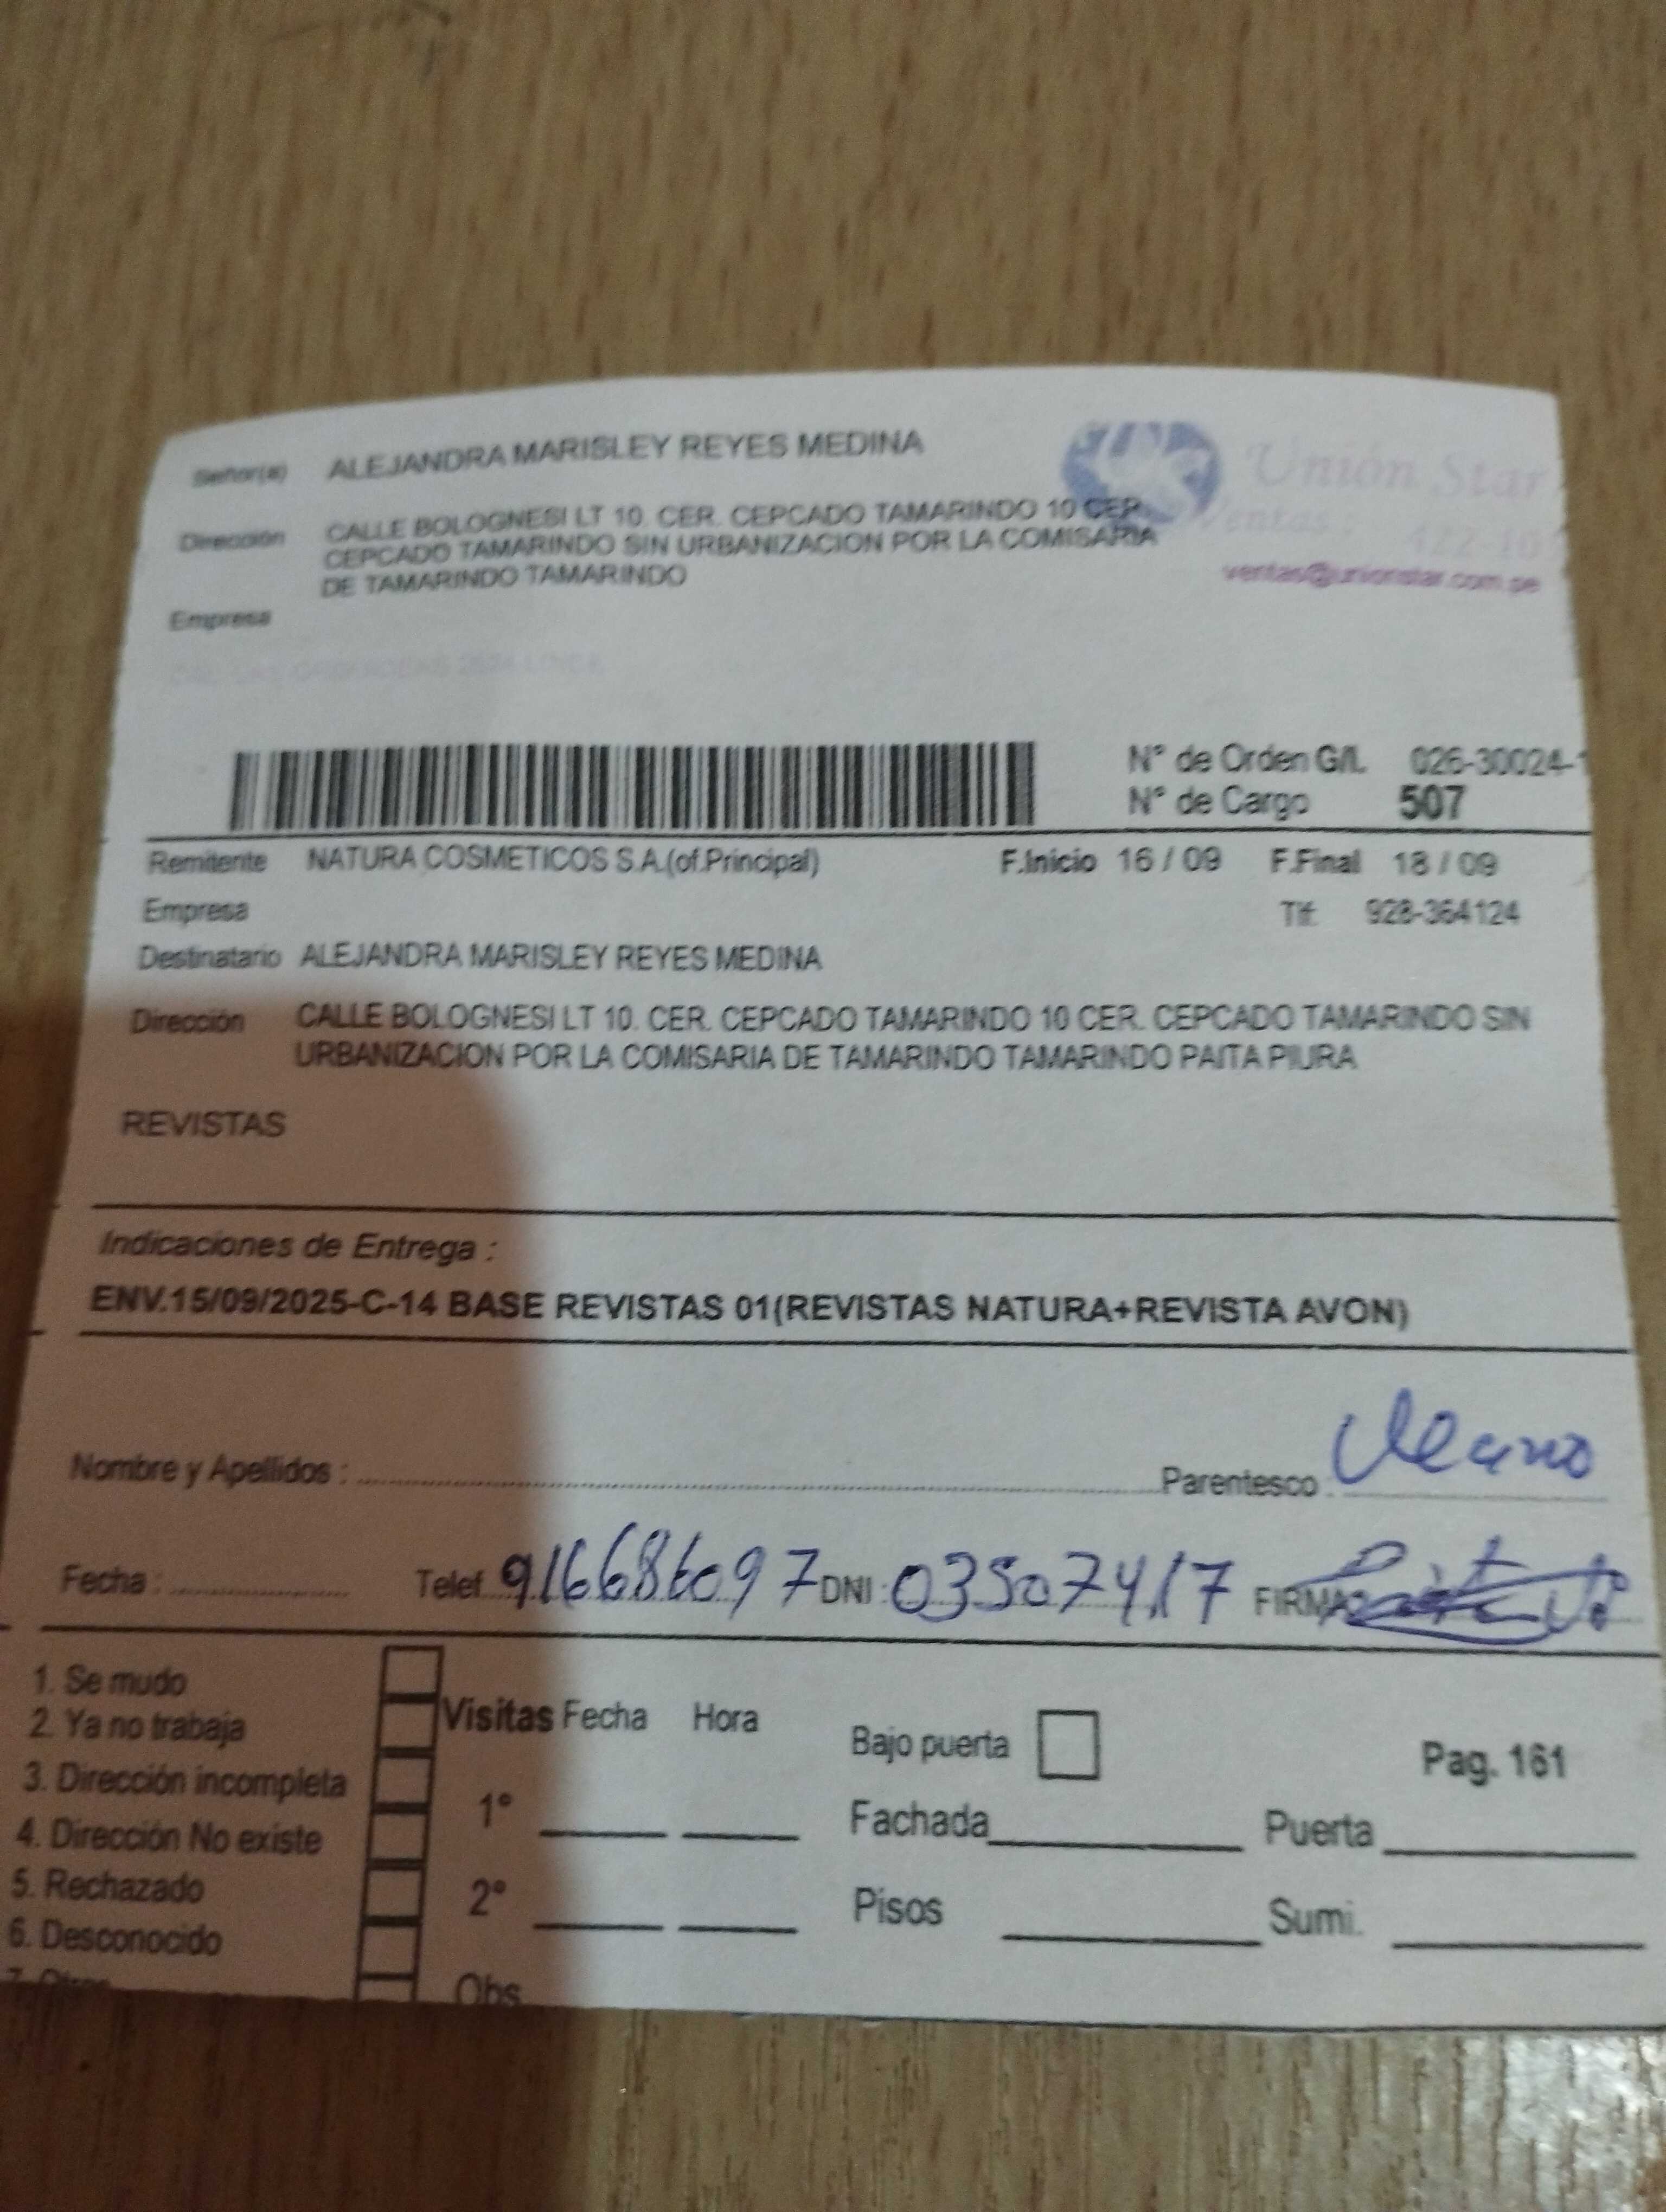 Señor(a) ALEJANDRA MARISLEY REYES MEDINA
Unión Star
Dirección CALLE BOLOGNESI LT 10. CER. CEPCADO TAMARINDO 10 CER.
CEPCADO TAMARINDO SIN URBANIZACION POR LA COMISARIA
DE TAMARINDO TAMARINDO
Ventas:
ventas@unionstar.com.pe
Empresa
N° de Orden G/L 026-30024-1
N° de Cargo 507
Remitente NATURA COSMETICOS S.A.(of.Principal) F.Inicio 16 / 09 F.Final 18 / 09
Empresa Tlf: 928-364124
Destinatario ALEJANDRA MARISLEY REYES MEDINA
Dirección CALLE BOLOGNESI LT 10. CER. CEPCADO TAMARINDO 10 CER. CEPCADO TAMARINDO SIN
URBANIZACION POR LA COMISARIA DE TAMARINDO TAMARINDO PAITA PIURA
REVISTAS
Indicaciones de Entrega :
ENV.15/09/2025-C-14 BASE REVISTAS 01(REVISTAS NATURA+REVISTA AVON)
Nombre y Apellidos : Parentesco
Fecha : Telef. 916686097 DNI : 03507417 FIRMA:
1. Se mudo
2. Ya no trabaja
3. Dirección incompleta
4. Dirección No existe
5. Rechazado
6. Desconocido
7. Otros
Visitas Fecha Hora
1°
2°
Obs
Bajo puerta
Pag. 161
Fachada Puerta
Pisos Sumi.